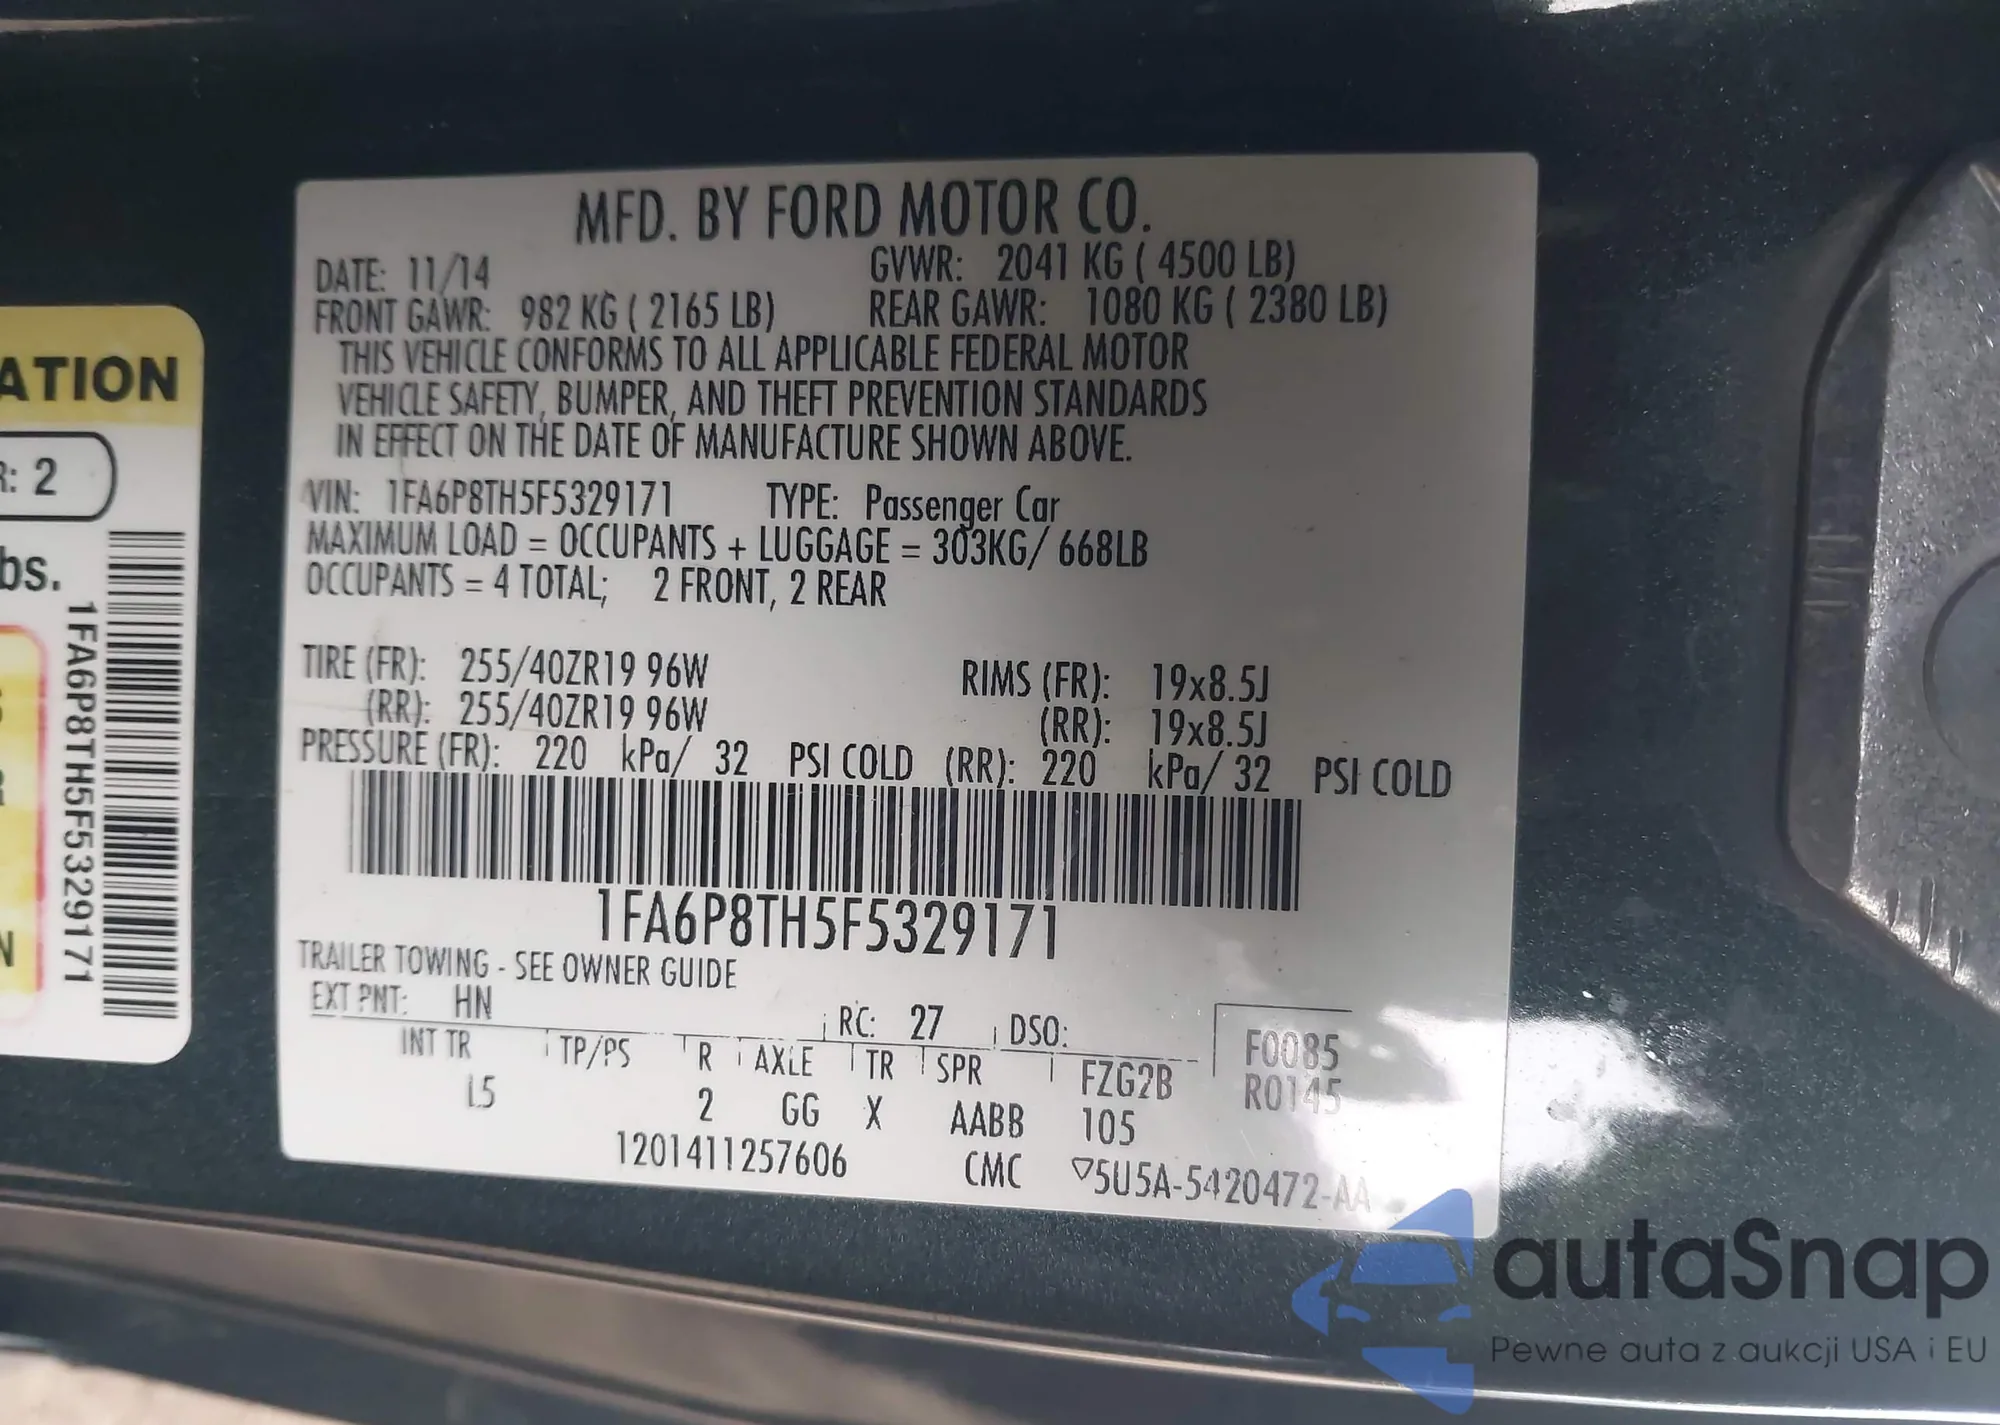 MFD. BY FORD MOTOR CO.
DATE: 11/14 GVWR: 2041 KG ( 4500 LB)
FRONT GAWR: 982 KG ( 2165 LB) REAR GAWR: 1080 KG ( 2380 LB)
THIS VEHICLE CONFORMS TO ALL APPLICABLE FEDERAL MOTOR
VEHICLE SAFETY, BUMPER, AND THEFT PREVENTION STANDARDS
IN EFFECT ON THE DATE OF MANUFACTURE SHOWN ABOVE.
VIN: 1FA6P8TH5F5329171 TYPE: Passenger Car
MAXIMUM LOAD = OCCUPANTS + LUGGAGE = 303KG/ 668LB
OCCUPANTS = 4 TOTAL; 2 FRONT, 2 REAR
TIRE (FR): 255/40ZR19 96W RIMS (FR): 19x8.5J
(RR): 255/40ZR19 96W (RR): 19x8.5J
PRESSURE (FR): 220 kPa/ 32 PSI COLD (RR): 220 kPa/ 32 PSI COLD
1FA6P8TH5F5329171
TRAILER TOWING - SEE OWNER GUIDE
EXT PNT: HN RC: 27 DSO: F0085
INT TR TP/PS R AXLE TR SPR FZG2B R0145
L5 2 GG X AABB 105
1201411257606 CMC ▽5U5A-5420472-AA
ATION
R: 2
bs.
1FA6P8TH5F5329171
autaSnap
Pewne auta z aukcji USA i EU